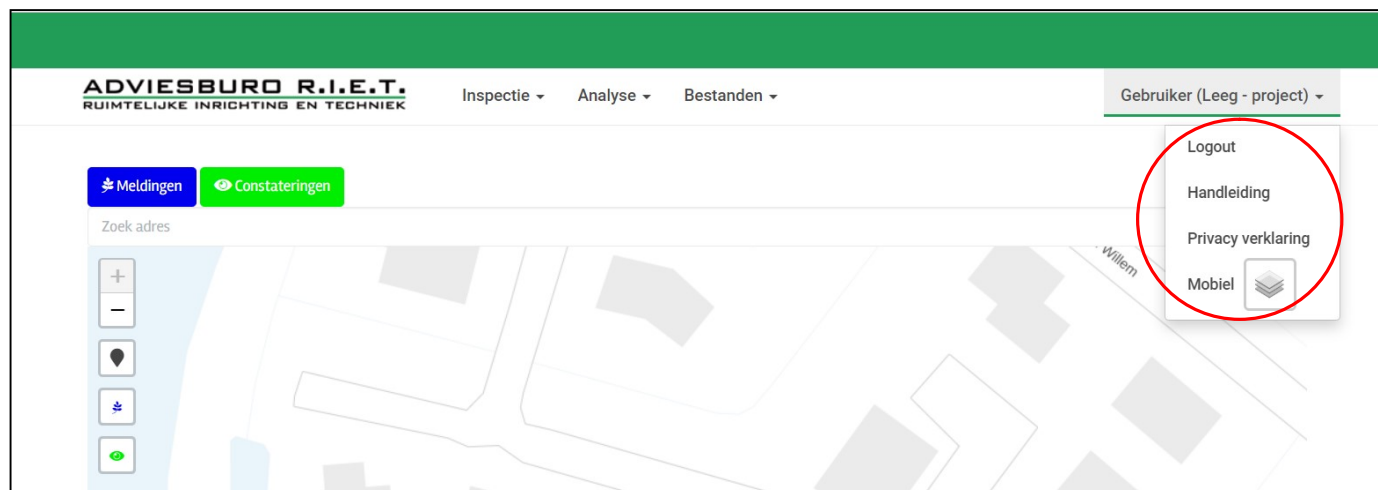 ADVIESBURO R.I.E.T.
RUIMTELIJKE INRICHTING EN TECHNIEK
Inspectie
Analyse
Bestanden
Gebruiker (Leeg - project)
Logout
Handleiding
Privacy verklaring
Mobiel
Meldingen
Constateringen
Zoek adres
+
−
Willem